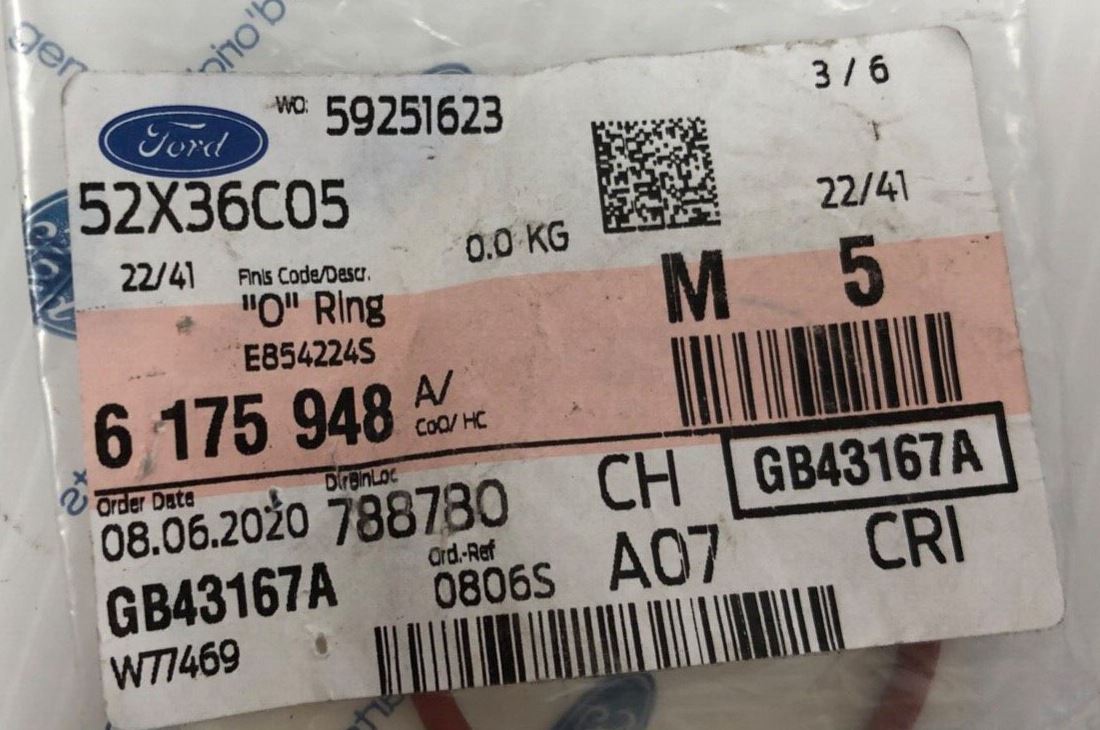 3 / 6
Ford
WO: 59251623
52X36C05
22/41
0.0 KG
22/41
Finis Code/Descr.
"O" Ring
M 5
E854224S
6 175 948 A/
CoO/ HC
Order Date
DirBinLoc
CH
GB43167A
08.06.2020 788780
A07
CRI
Ord.-Ref
GB43167A
0806S
W77469